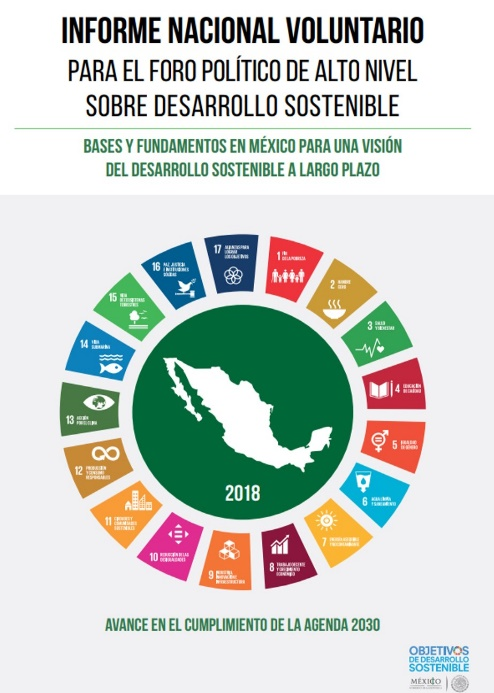 INFORME NACIONAL VOLUNTARIO
PARA EL FORO POLÍTICO DE ALTO NIVEL
SOBRE DESARROLLO SOSTENIBLE
BASES Y FUNDAMENTOS EN MÉXICO PARA UNA VISIÓN
DEL DESARROLLO SOSTENIBLE A LARGO PLAZO
17 ALIANZAS PARA
LOGRAR
LOS OBJETIVOS
1 FIN
DE LA POBREZA
2 HAMBRE
CERO
3 SALUD
Y BIENESTAR
4 EDUCACIÓN
DE CALIDAD
5 IGUALDAD
DE GÉNERO
6 AGUA LIMPIA
Y SANEAMIENTO
7
8 TRABAJO DECENTE
Y CRECIMIENTO
ECONÓMICO
9 INDUSTRIA,
INNOVACIÓN E
INFRAESTRUCTURA
10 REDUCCIÓN DE LAS
DESIGUALDADES
11 CIUDADES Y
COMUNIDADES
SOSTENIBLES
12 PRODUCCIÓN
Y CONSUMO
RESPONSABLES
13 ACCIÓN
POR EL CLIMA
14 VIDA
SUBMARINA
15 VIDA
DE ECOSISTEMAS
TERRESTRES
16 PAZ, JUSTICIA
E INSTITUCIONES
SÓLIDAS
2018
AVANCE EN EL CUMPLIMIENTO DE LA AGENDA 2030
OBJETIVOS
DE DESARROLLO
SOSTENIBLE
MÉXICO